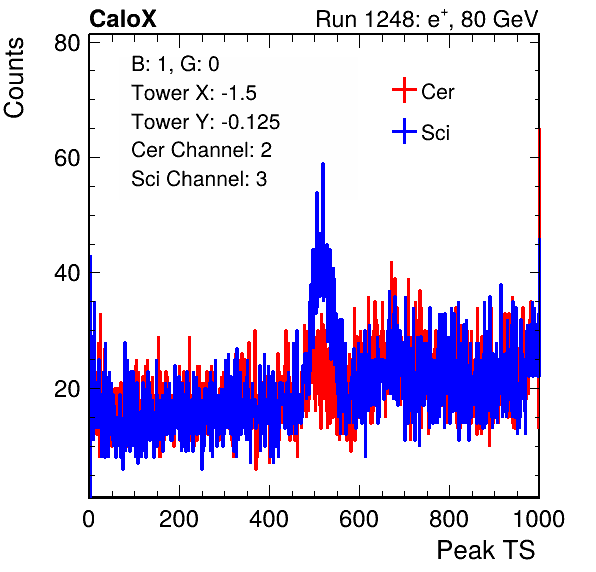 CaloX Run 1248: e⁺, 80 GeV
Counts
80
60
40
20
B: 1, G: 0
Tower X: -1.5
Tower Y: -0.125
Cer Channel: 2
Sci Channel: 3
Cer
Sci
0 200 400 600 800 1000
Peak TS